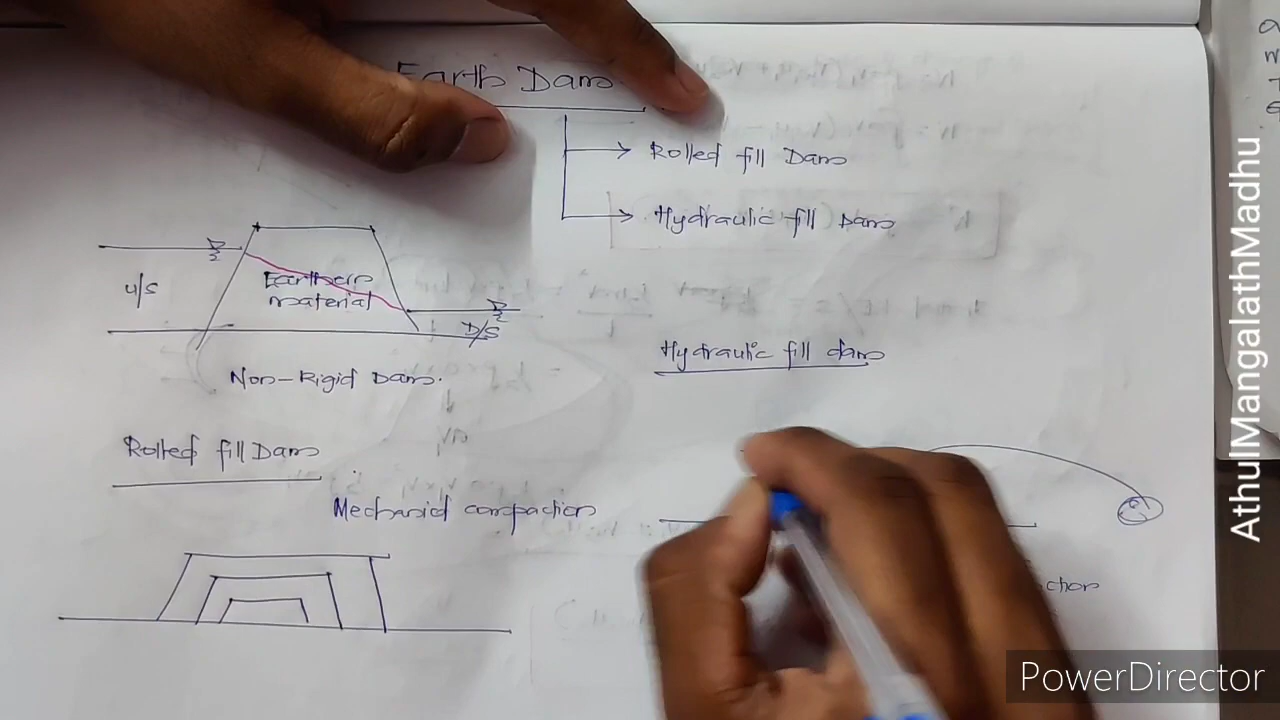 Earth Dam
Rolled fill Dam
Hydraulic fill Dam
u/s
Earthern
material
D/S
Non-Rigid Dam.
Hydraulic fill dam
Rolled fill Dam
Mechanical compaction
AthulMangalathMadhu
PowerDirector